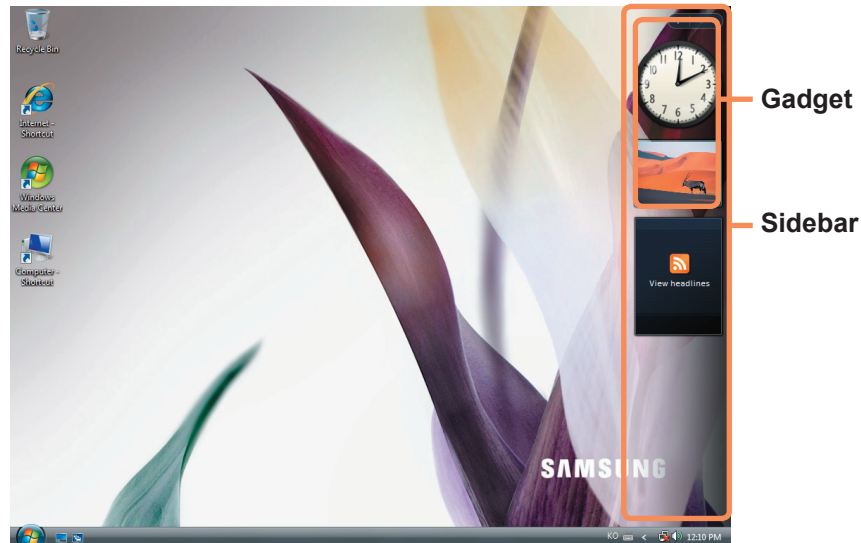 Recycle Bin
Internet -
Shortcut
Windows
Media Center
Computer -
Shortcut
12
1
2
3
4
5
6
7
8
9
10
11
Gadget
Sidebar
View headlines
SAMSUNG
KO
12:10 PM